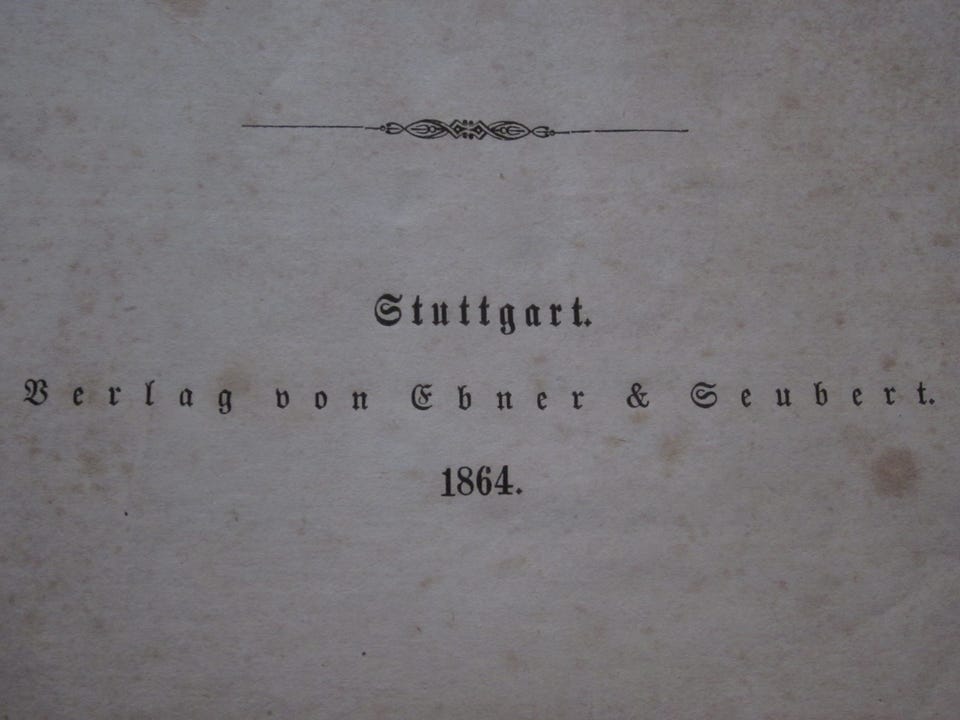 Stuttgart.
Verlag von Ebner & Seubert.
1864.